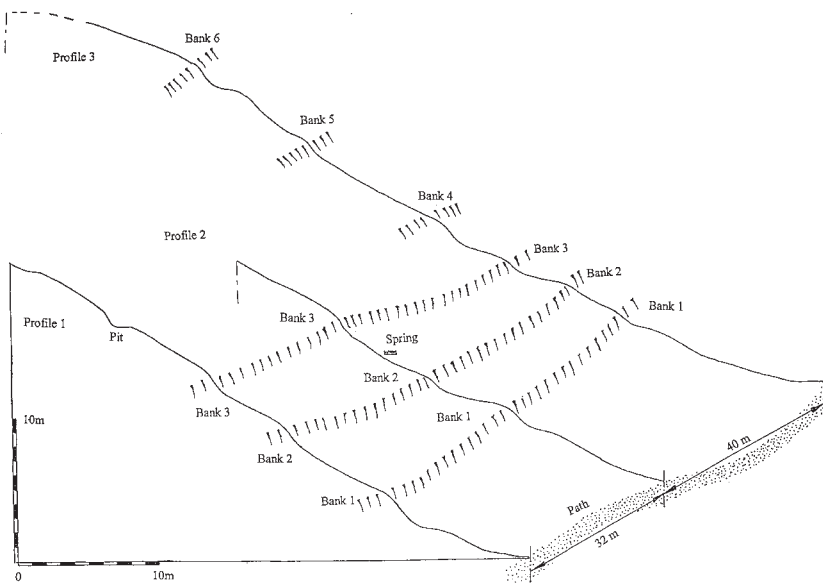 Bank 6
Profile 3
Bank 5
Bank 4
Profile 2
Bank 3
Bank 2
Bank 1
Profile 1
Pit
Bank 3
Spring
Bank 2
Bank 1
Bank 3
10m
Bank 2
Bank 1
40 m
Path
32 m
0
10m